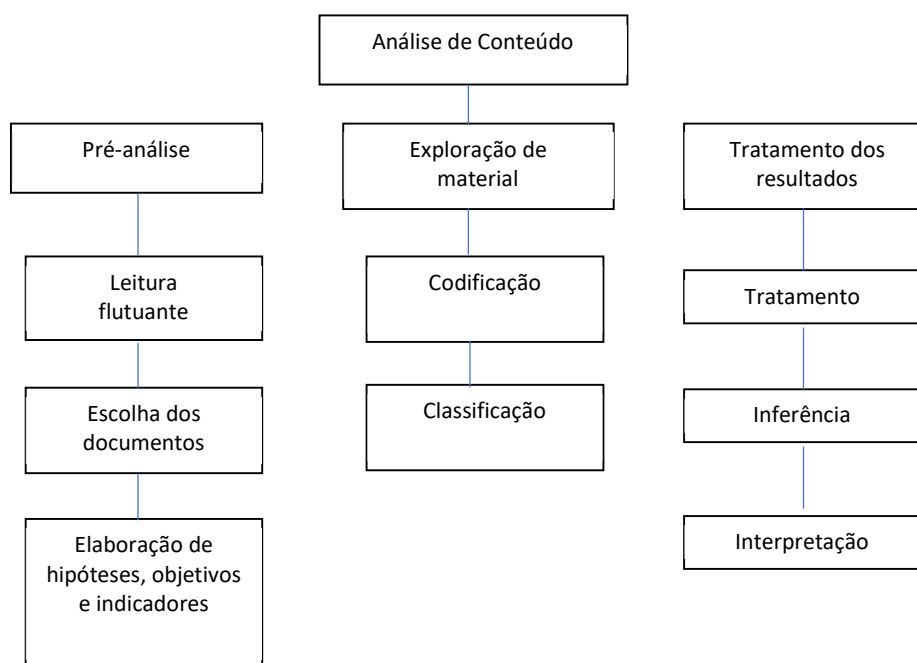 Análise de Conteúdo
Pré-análise
Exploração de
material
Tratamento dos
resultados
Leitura
flutuante
Codificação
Tratamento
Escolha dos
documentos
Classificação
Inferência
Elaboração de
hipóteses, objetivos
e indicadores
Interpretação